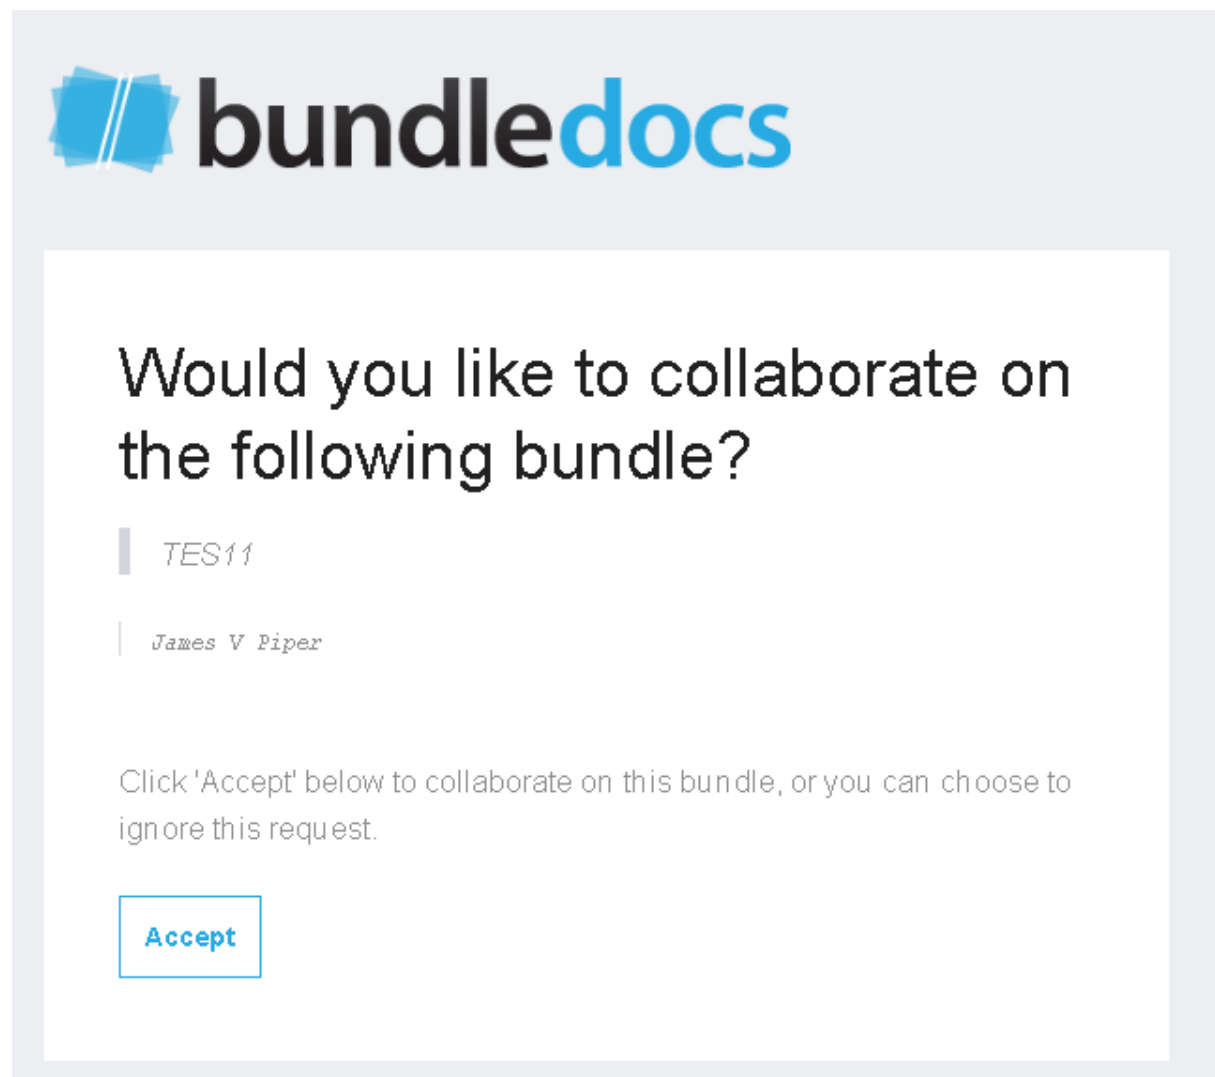 bundledocs
Would you like to collaborate on
the following bundle?
TES11
James V Piper
Click 'Accept' below to collaborate on this bundle, or you can choose to
ignore this request.
Accept